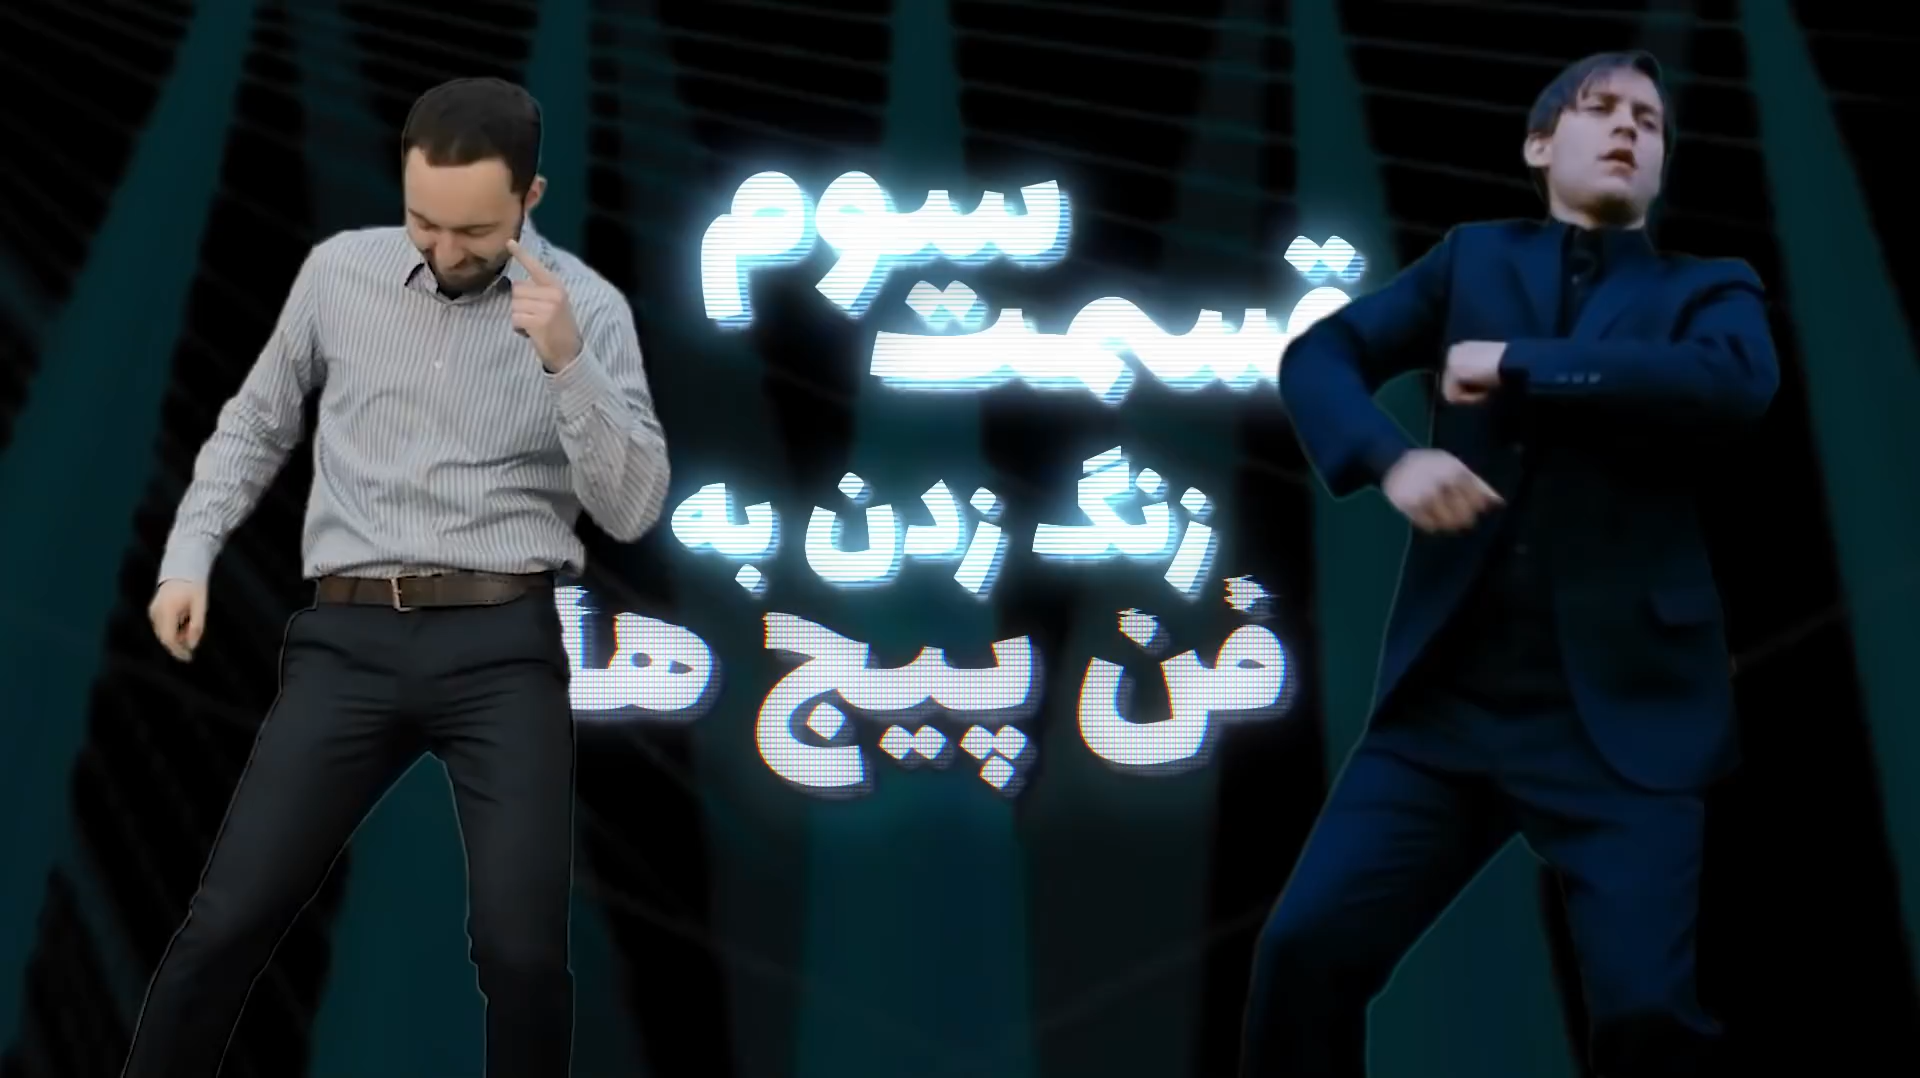 قسمت سوم
زنگ زدن به
فن پیج ها